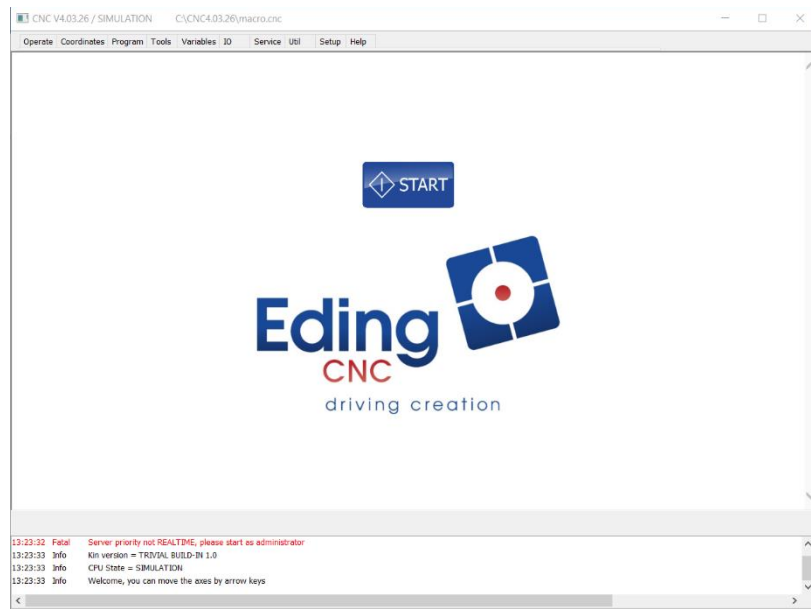 CNC V4.03.26 / SIMULATION C:\CNC4.03.26\macro.cnc
Operate Coordinates Program Tools Variables IO Service Util Setup Help
START
Eding
CNC
driving creation
13:23:32 Fatal Server priority not REALTIME, please start as administrator
13:23:33 Info Kin version = TRIVIAL BUILD-IN 1.0
13:23:33 Info CPU State = SIMULATION
13:23:33 Info Welcome, you can move the axes by arrow keys